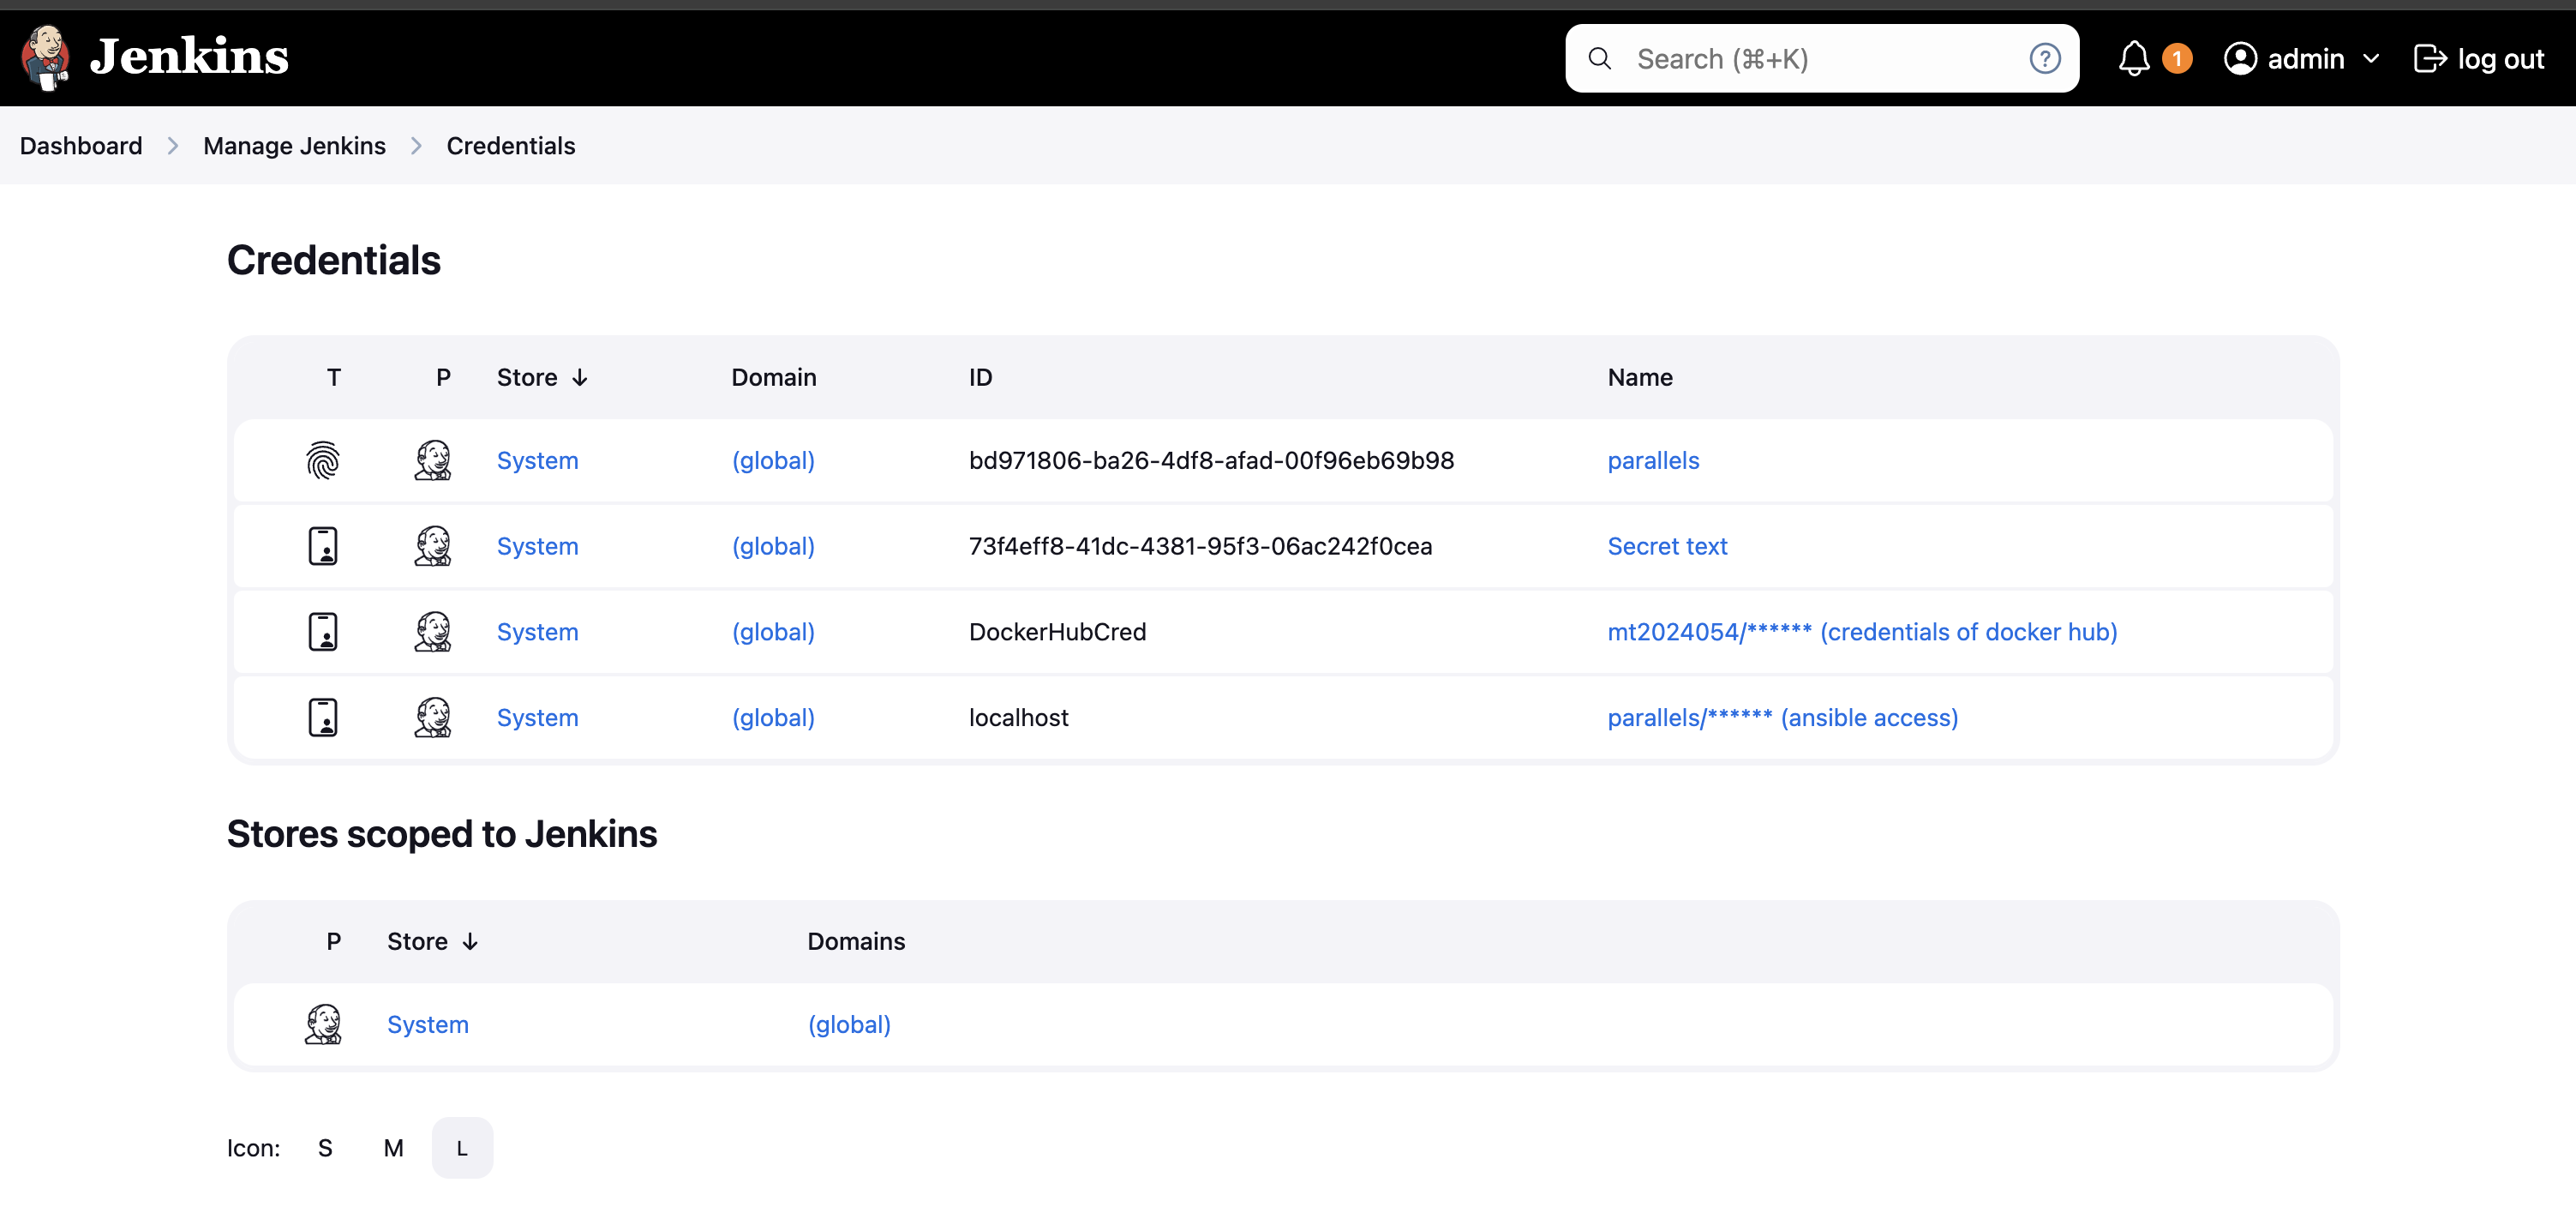 Jenkins Search (⌘+K) ? 1 admin log out
Dashboard Manage Jenkins Credentials
Credentials
T P Store ↓ Domain ID Name
System (global) bd971806-ba26-4df8-afad-00f96eb69b98 parallels
System (global) 73f4eff8-41dc-4381-95f3-06ac242f0cea Secret text
System (global) DockerHubCred mt2024054/****** (credentials of docker hub)
System (global) localhost parallels/****** (ansible access)
Stores scoped to Jenkins
P Store ↓ Domains
System (global)
Icon: S M L